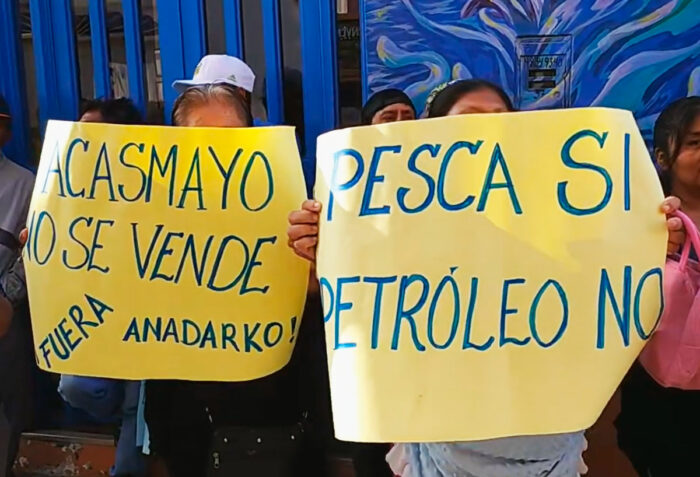 ACASMAYO
NO SE VENDE
FUERA ANADARKO!
PESCA SI
PETRÓLEO NO